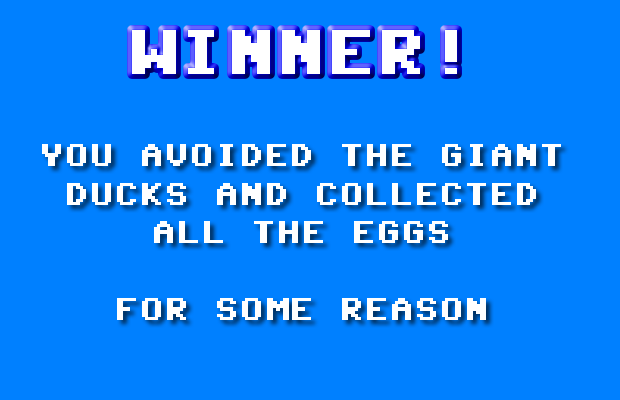 WINNER!
YOU AVOIDED THE GIANT
DUCKS AND COLLECTED
ALL THE EGGS
FOR SOME REASON